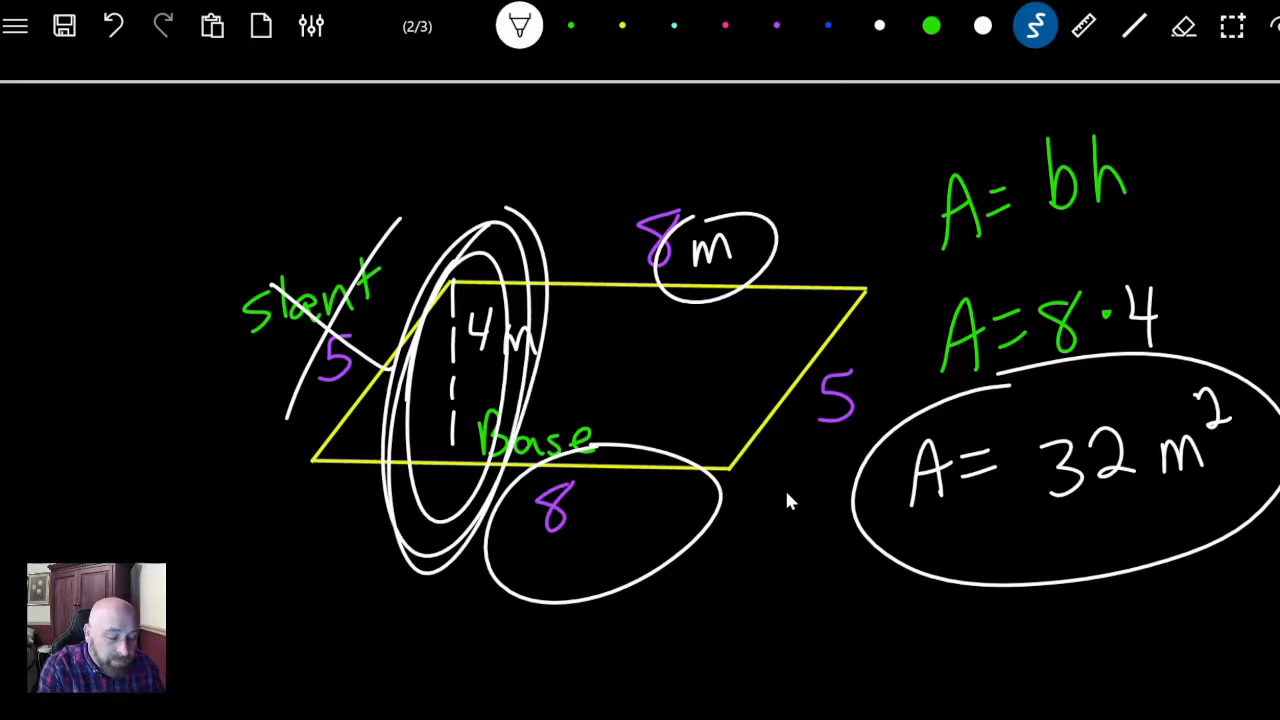 (2/3)
A = bh
8 m
slant
5
4 m
A = 8 · 4
5
Base
8
A = 32 m²